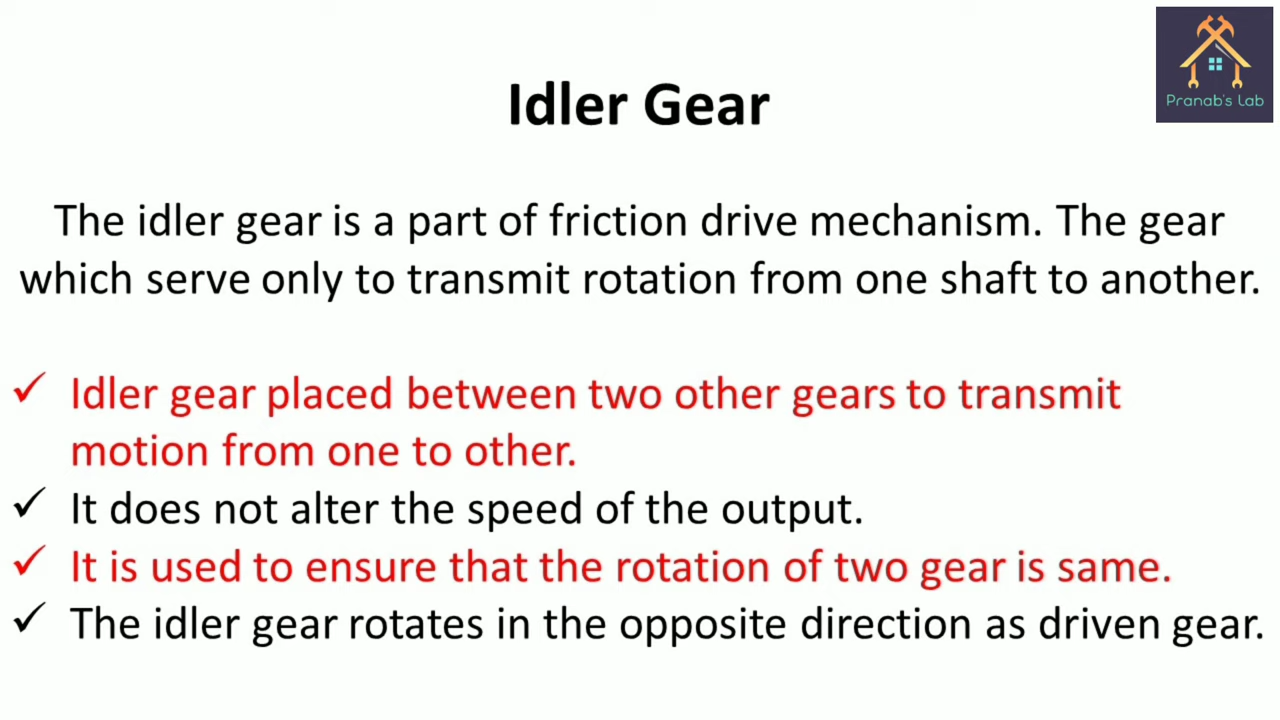 Pranab's Lab
Idler Gear
The idler gear is a part of friction drive mechanism. The gear
which serve only to transmit rotation from one shaft to another.
✓ Idler gear placed between two other gears to transmit
motion from one to other.
✓ It does not alter the speed of the output.
✓ It is used to ensure that the rotation of two gear is same.
✓ The idler gear rotates in the opposite direction as driven gear.